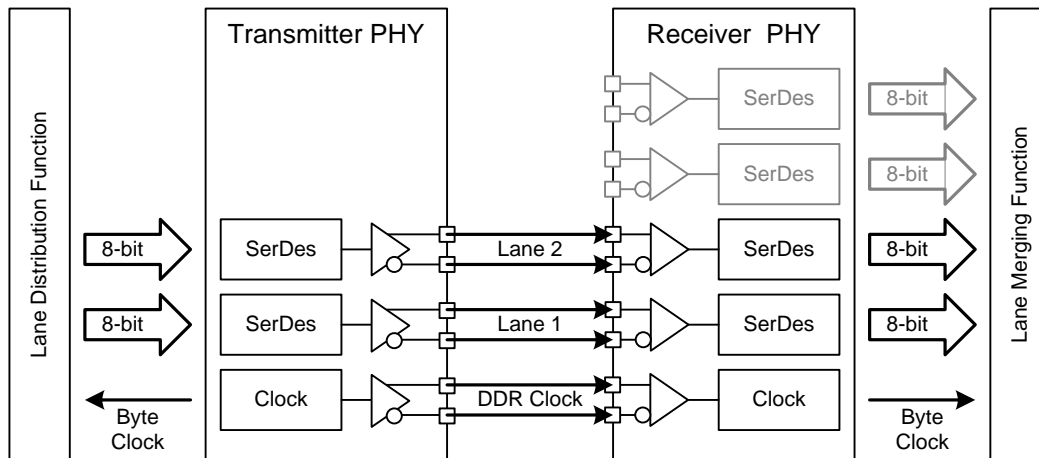 Transmitter PHY
Receiver PHY
SerDes
8-bit
SerDes
8-bit
Lane Distribution Function
8-bit
SerDes
Lane 2
SerDes
8-bit
8-bit
SerDes
Lane 1
SerDes
8-bit
Clock
DDR Clock
Clock
Byte
Clock
Byte
Clock
Lane Merging Function